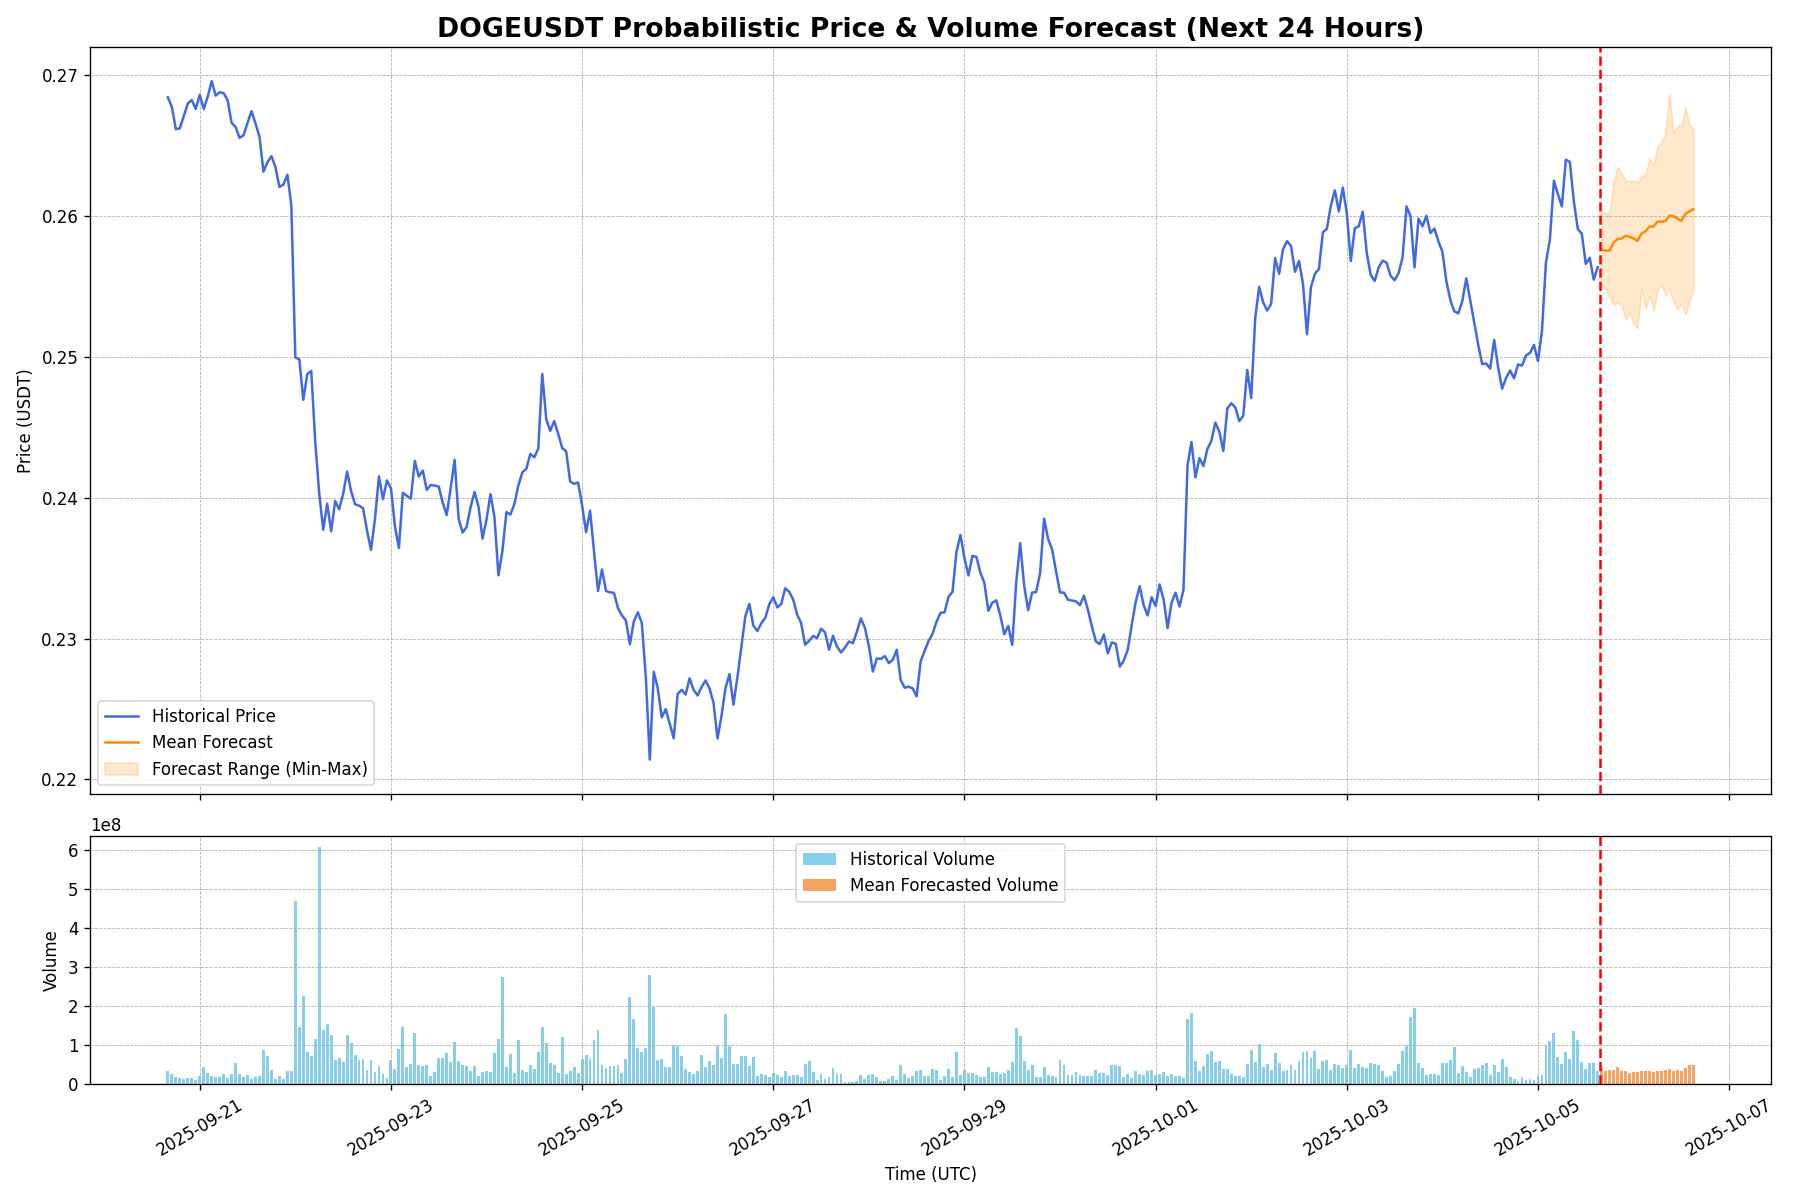 DOGEUSDT Probabilistic Price & Volume Forecast (Next 24 Hours)
0.27
0.26
0.25
0.24
0.23
0.22
Price (USDT)
Historical Price
Mean Forecast
Forecast Range (Min-Max)
1e8
6
5
4
3
2
1
0
Volume
Historical Volume
Mean Forecasted Volume
2025-09-21
2025-09-23
2025-09-25
2025-09-27
2025-09-29
2025-10-01
2025-10-03
2025-10-05
2025-10-07
Time (UTC)